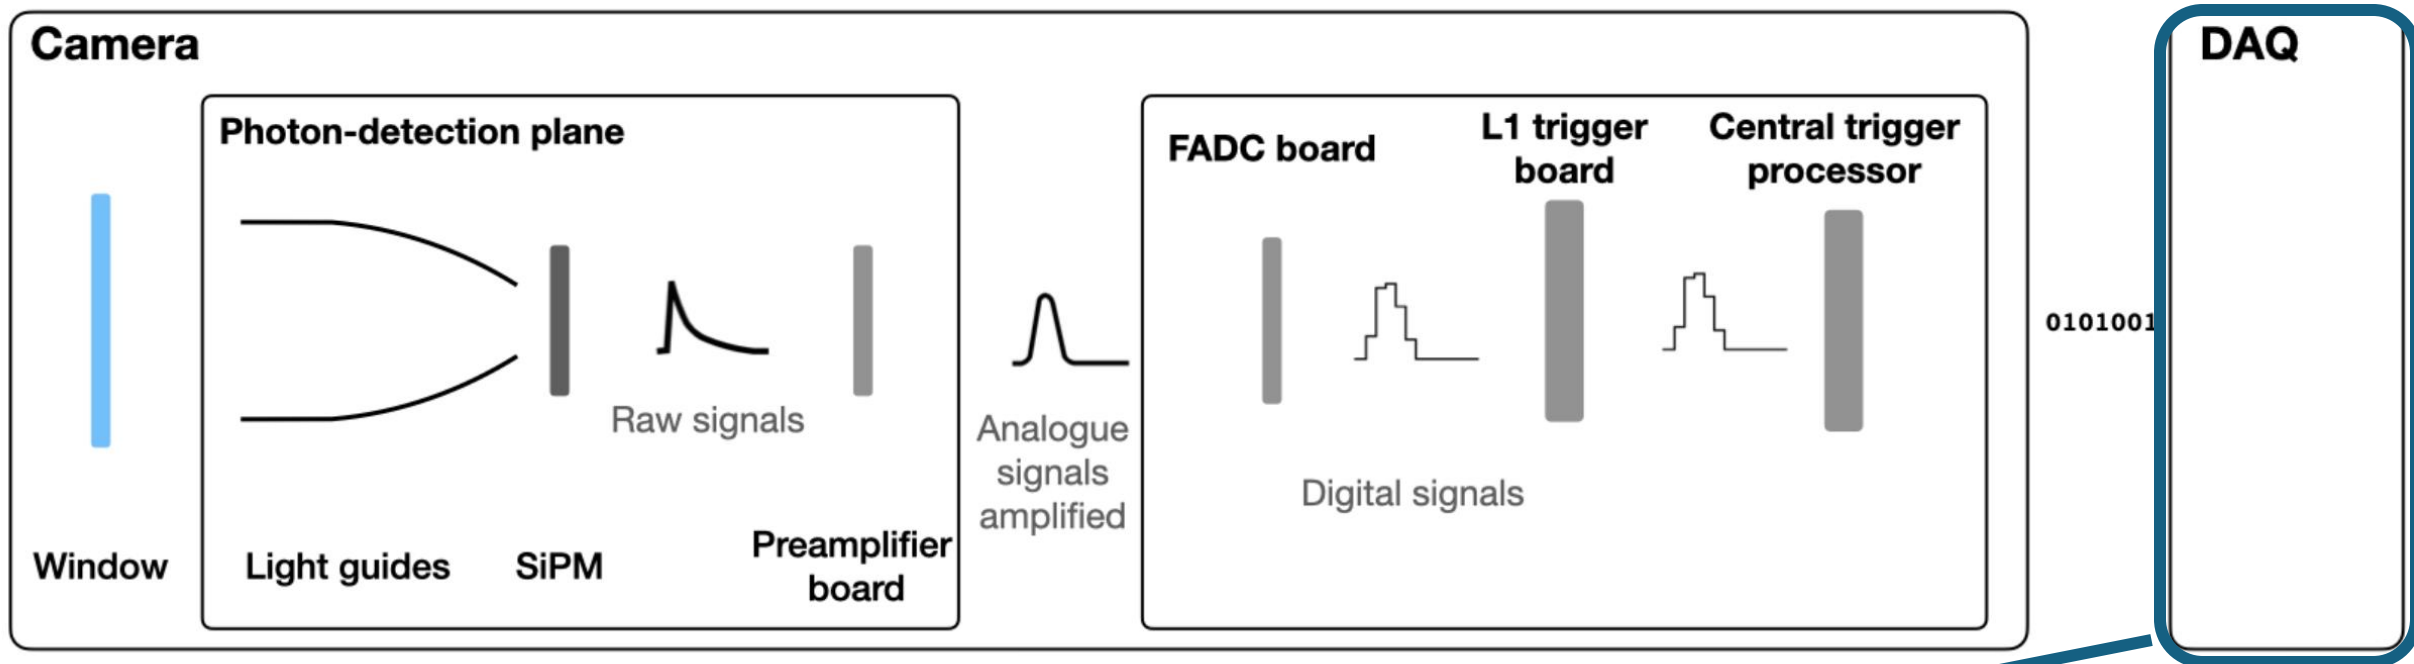 Camera
DAQ
Photon-detection plane
FADC board
L1 trigger
board
Central trigger
processor
0101001
Raw signals
Analogue
signals
amplified
Digital signals
Window
Light guides
SiPM
Preamplifier
board